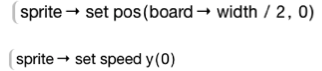 sprite → set pos(board → width / 2, 0)
sprite → set speed y(0)